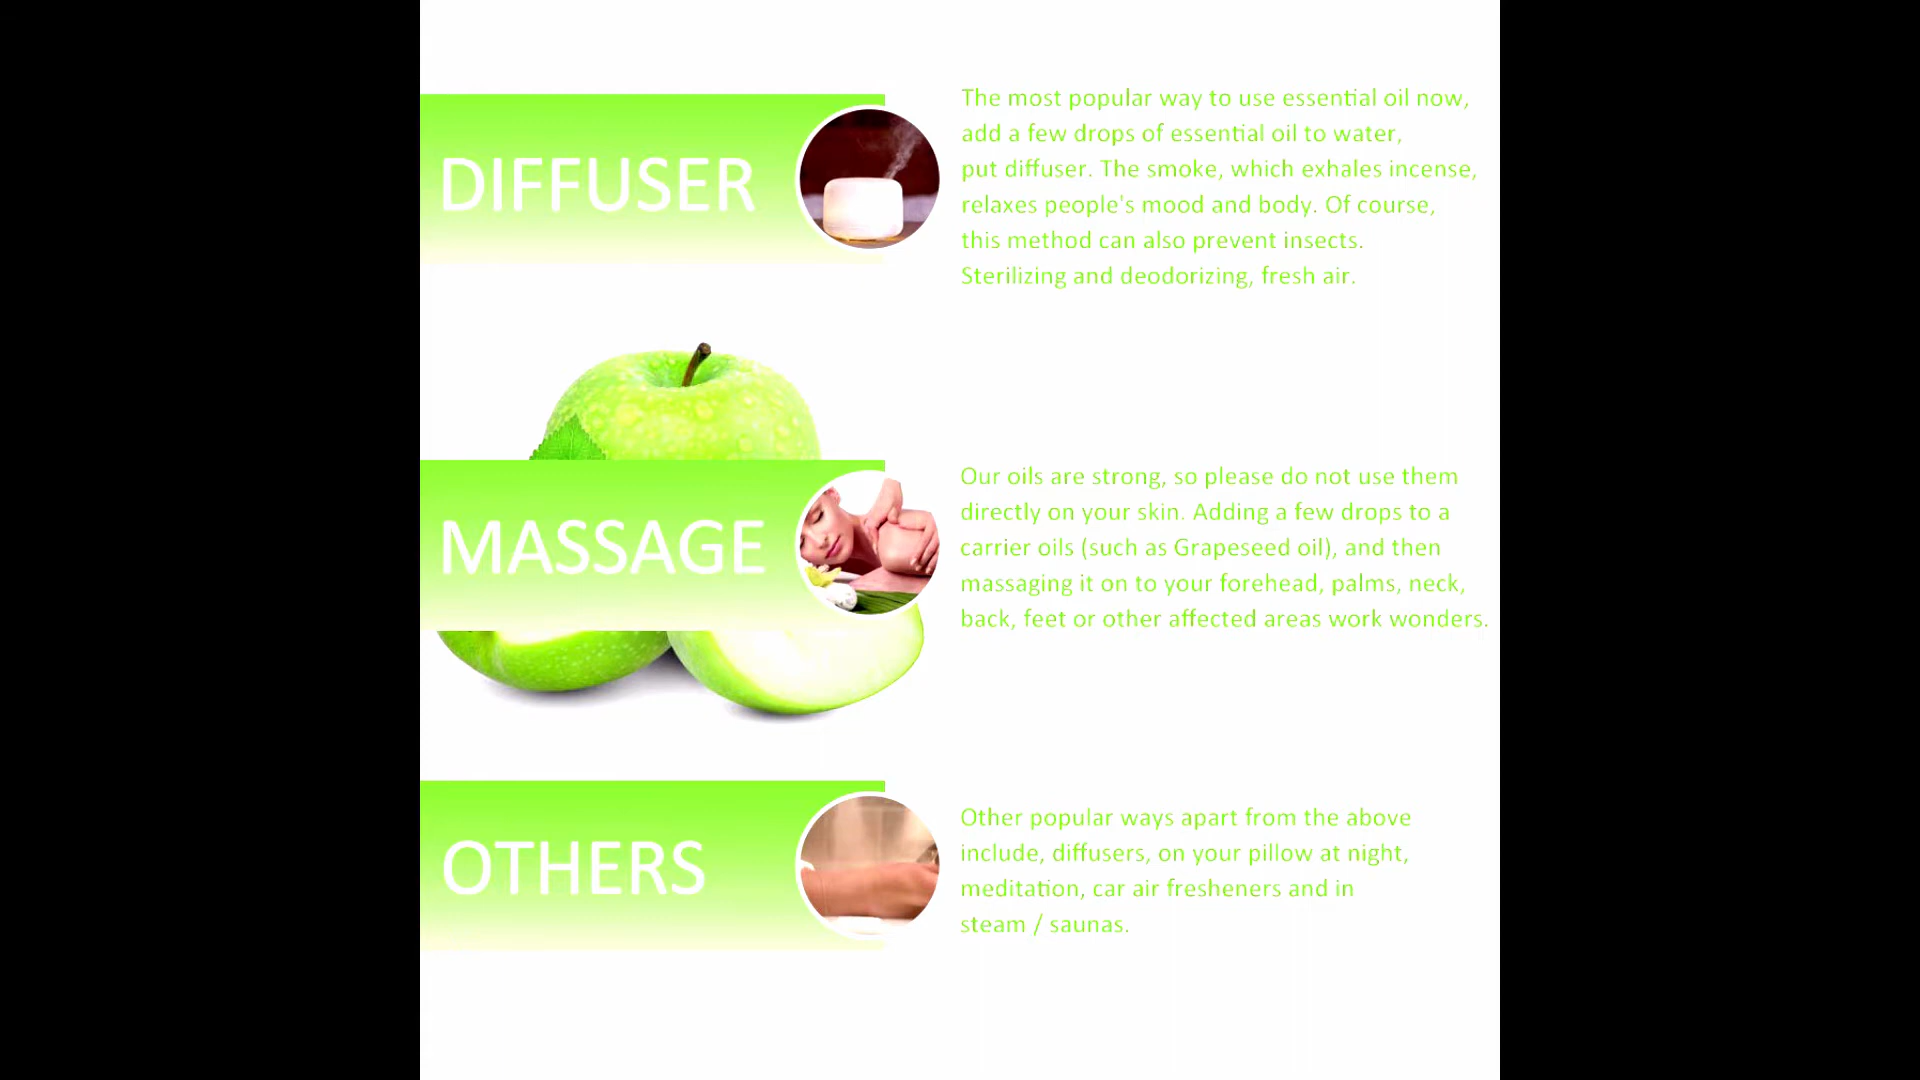 DIFFUSER
The most popular way to use essential oil now,
add a few drops of essential oil to water,
put diffuser. The smoke, which exhales incense,
relaxes people's mood and body. Of course,
this method can also prevent insects.
Sterilizing and deodorizing, fresh air.
MASSAGE
Our oils are strong, so please do not use them
directly on your skin. Adding a few drops to a
carrier oils (such as Grapeseed oil), and then
massaging it on to your forehead, palms, neck,
back, feet or other affected areas work wonders.
OTHERS
Other popular ways apart from the above
include, diffusers, on your pillow at night,
meditation, car air fresheners and in
steam / saunas.